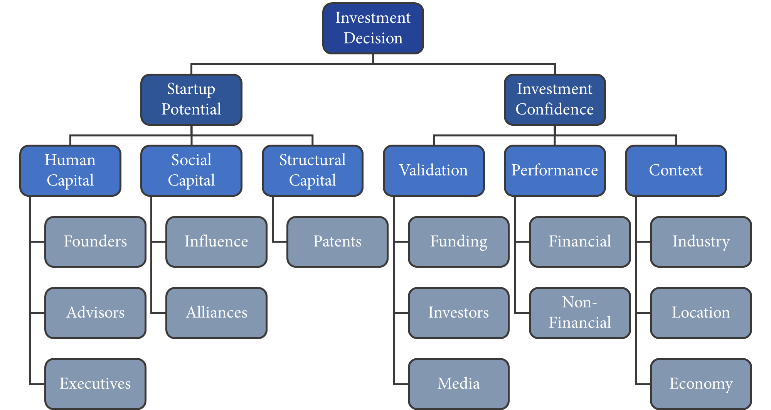 Investment
Decision
Startup
Potential
Investment
Confidence
Human
Capital
Social
Capital
Structural
Capital
Validation
Performance
Context
Founders
Influence
Patents
Funding
Financial
Industry
Advisors
Alliances
Investors
Non-
Financial
Location
Executives
Media
Economy